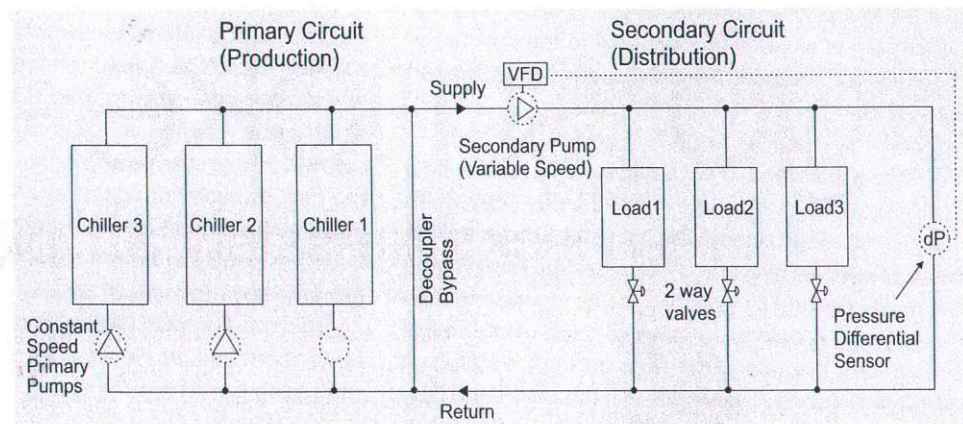 Primary Circuit
(Production)
Secondary Circuit
(Distribution)
VFD
Supply
Secondary Pump
(Variable Speed)
Chiller 3
Chiller 2
Chiller 1
Decoupler
Bypass
Load1
Load2
Load3
dP
2 way
valves
Constant
Speed
Primary
Pumps
Pressure
Differential
Sensor
Return